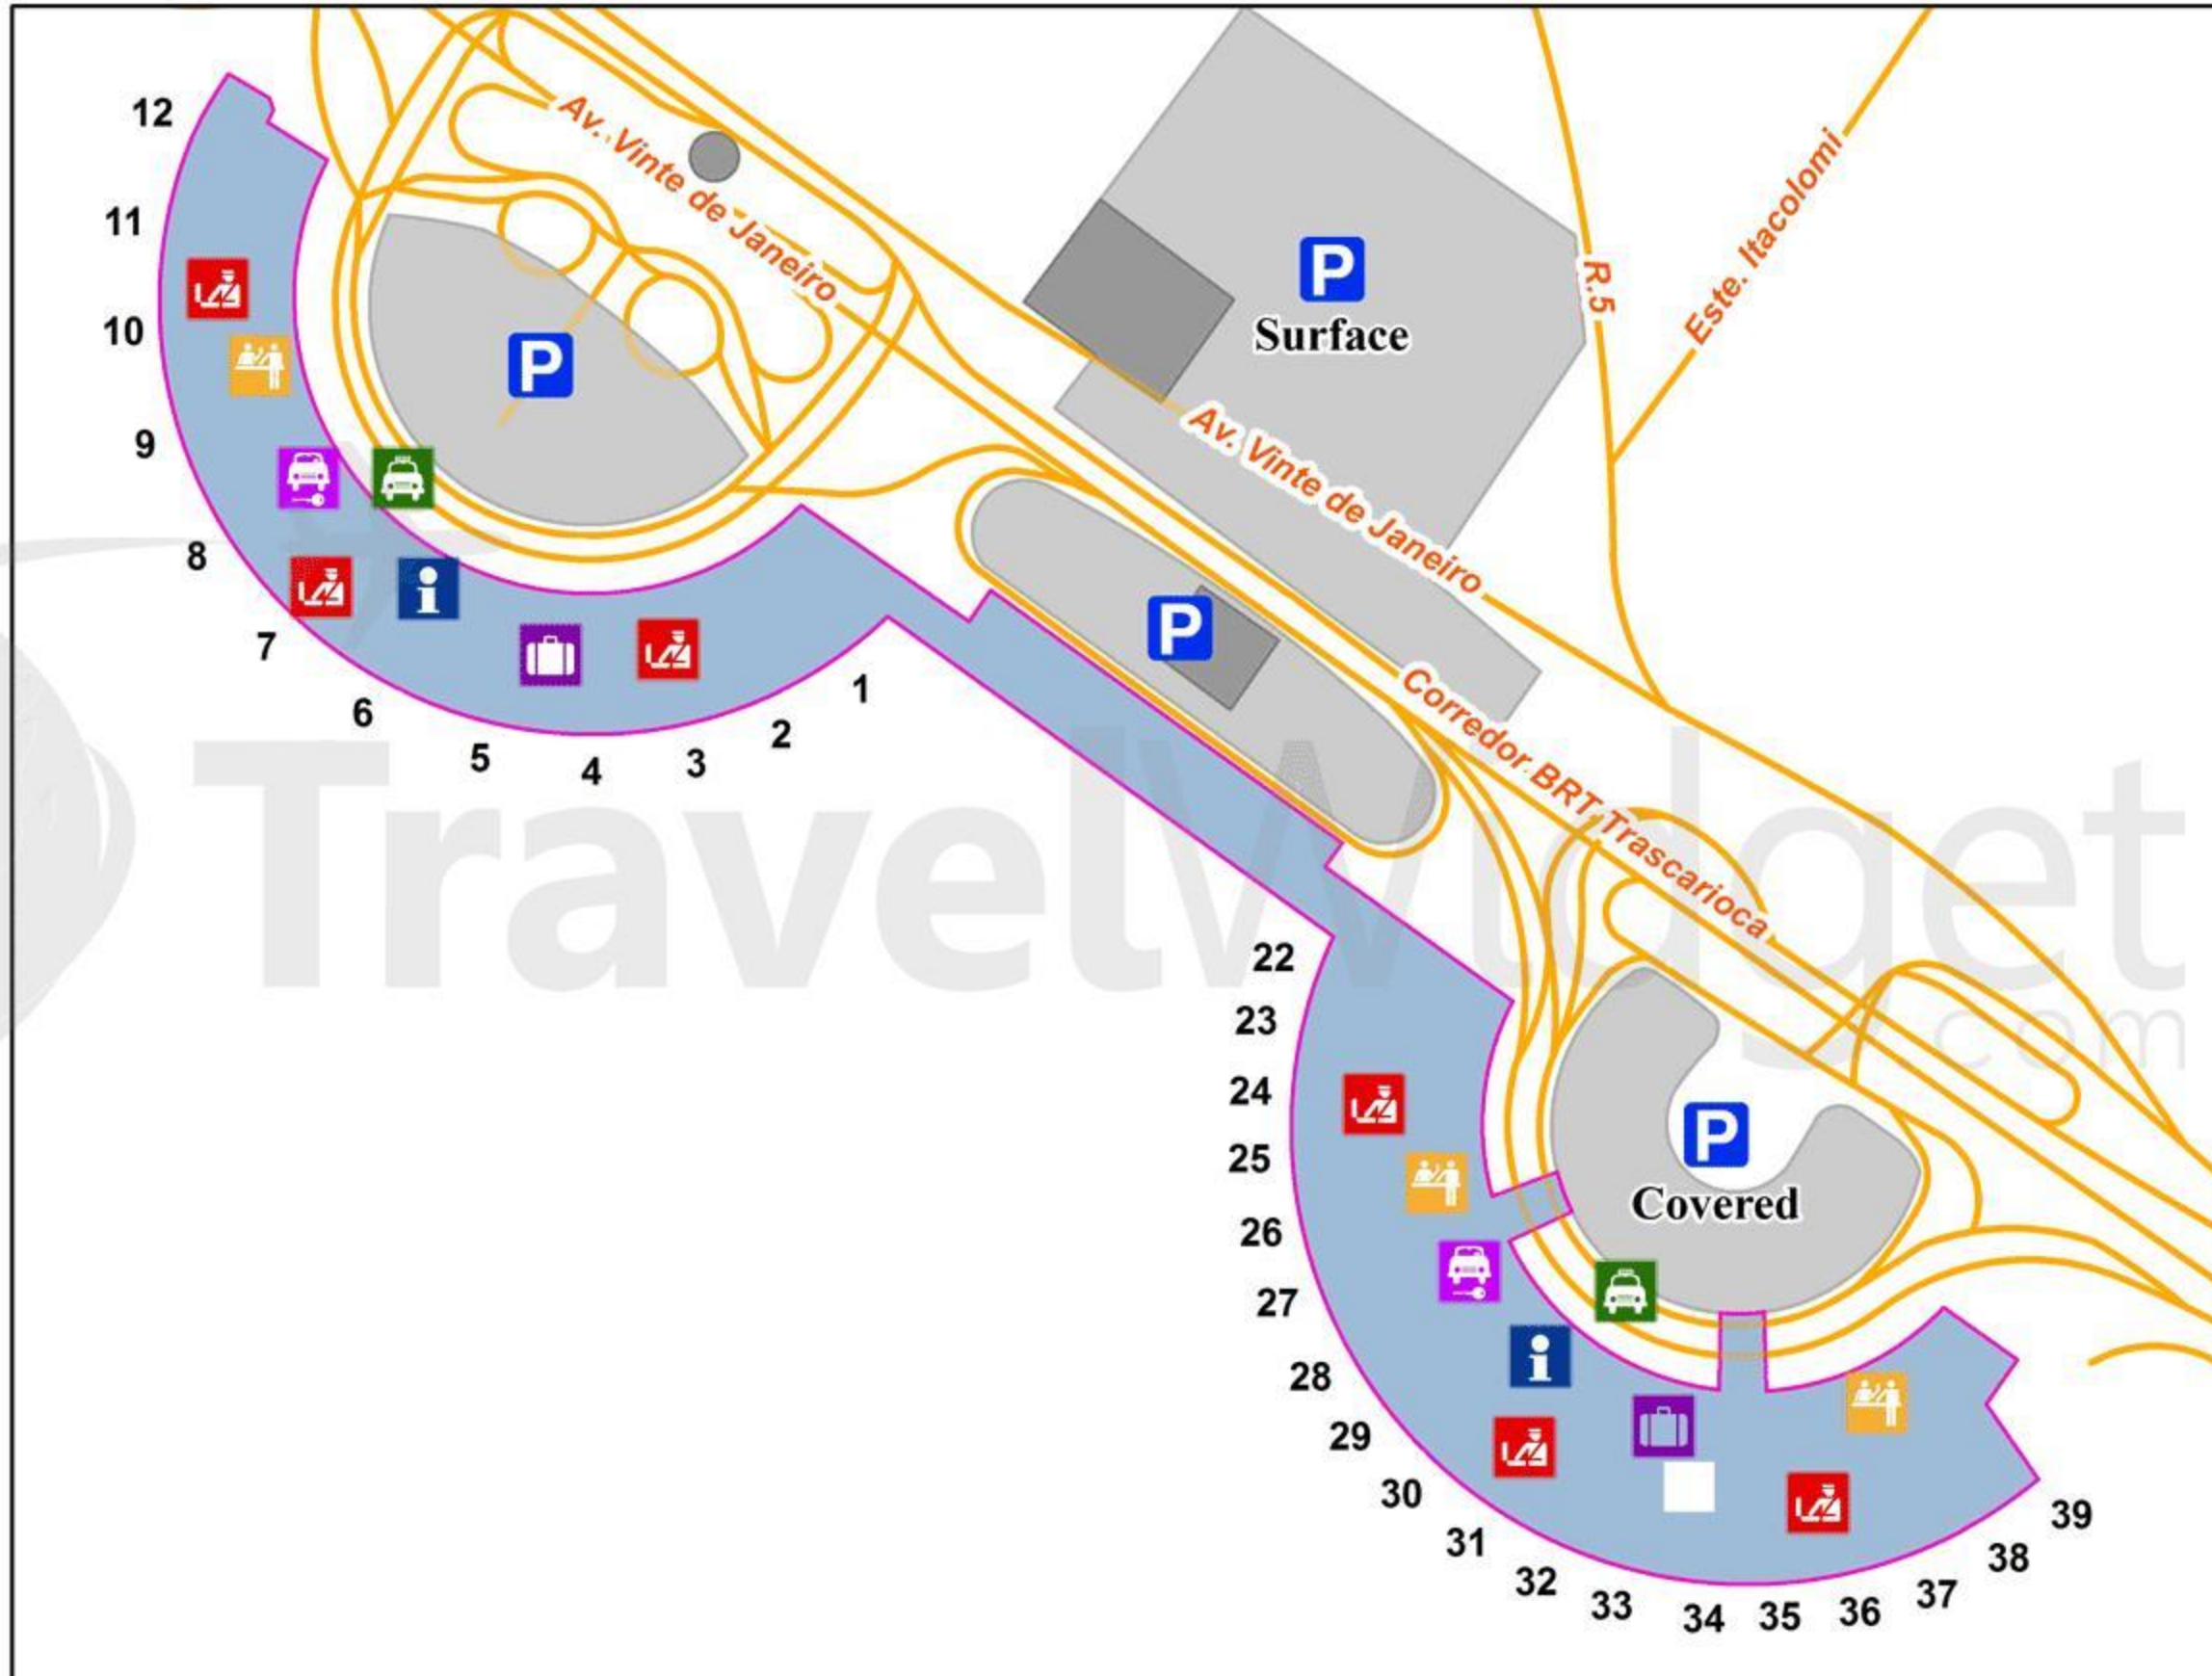 12
11
10
9
8
7
6
5
4
3
2
1
Av. Vinte de Janeiro
P
P
Surface
R.5
Este. Itacolomi
Av. Vinte de Janeiro
P
Corredor BRT Trascarioca
TravelWidget
com
22
23
24
25
26
27
28
29
30
31
32
33
34
35
36
37
38
39
P
Covered
i
i